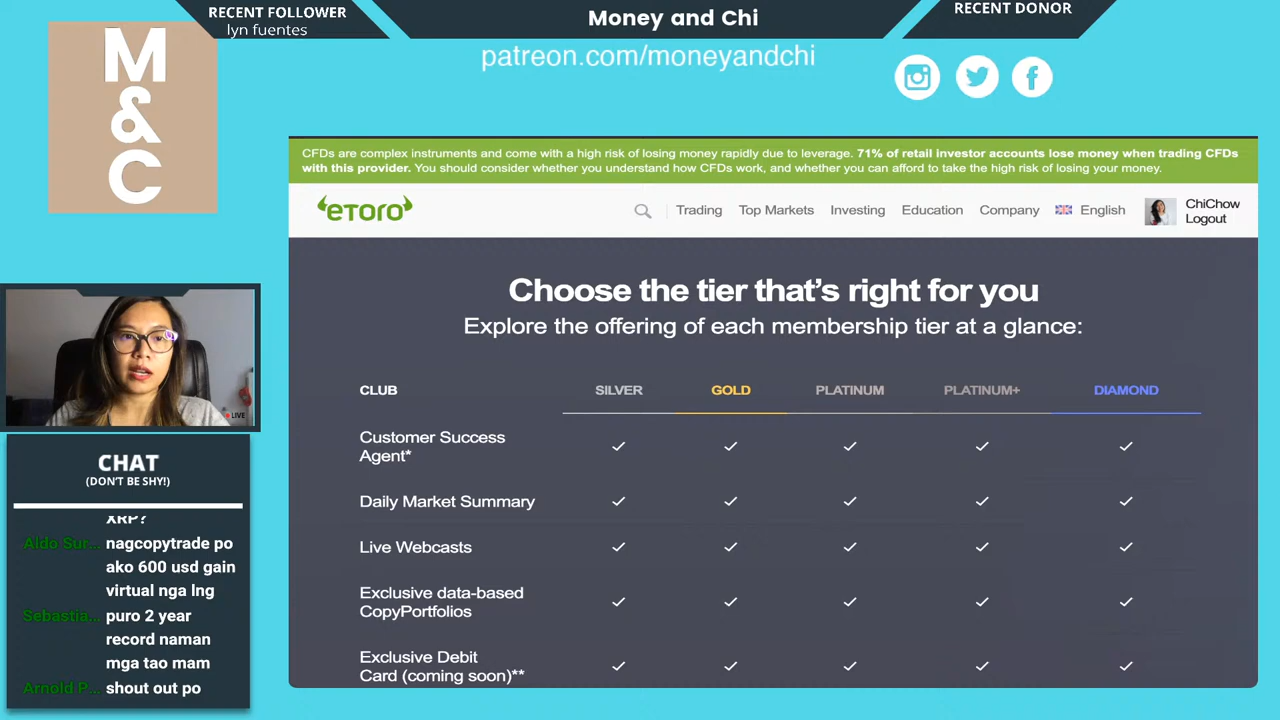 RECENT FOLLOWER
lyn fuentes
Money and Chi
RECENT DONOR
patreon.com/moneyandchi
M
&
C
CFDs are complex instruments and come with a high risk of losing money rapidly due to leverage. 71% of retail investor accounts lose money when trading CFDs
with this provider. You should consider whether you understand how CFDs work, and whether you can afford to take the high risk of losing your money.
eToro
Trading Top Markets Investing Education Company English ChiChow
Logout
Choose the tier that's right for you
Explore the offering of each membership tier at a glance:
CLUB SILVER GOLD PLATINUM PLATINUM+ DIAMOND
Customer Success
Agent*
Daily Market Summary
Live Webcasts
Exclusive data-based
CopyPortfolios
Exclusive Debit
Card (coming soon)**
LIVE
CHAT
(DON'T BE SHY!)
XRP?
Aldo Sur... nagcopytrade po
ako 600 usd gain
virtual nga lng
Sebastia... puro 2 year
record naman
mga tao mam
Arnold P... shout out po